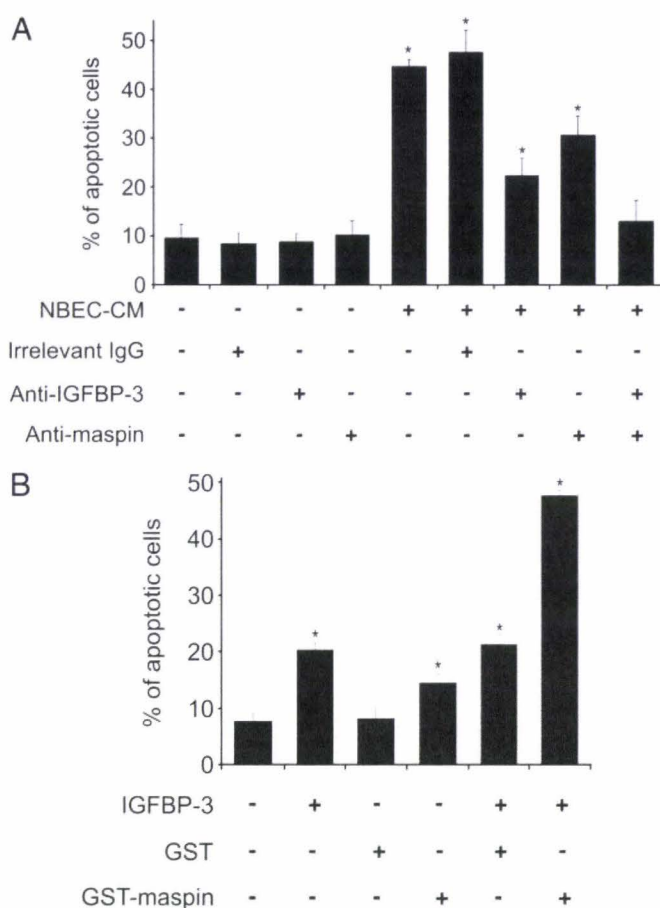 A
% of apoptotic cells
50
40
30
20
10
0
* * * *
NBEC-CM - - - - + + + + +
Irrelevant IgG - + - - - + - - -
Anti-IGFBP-3 - - + - - - + - +
Anti-maspin - - - + - - - + +
B
% of apoptotic cells
50
40
30
20
10
0
* * * *
IGFBP-3 - + - - + +
GST - - + - + -
GST-maspin - - - + - +